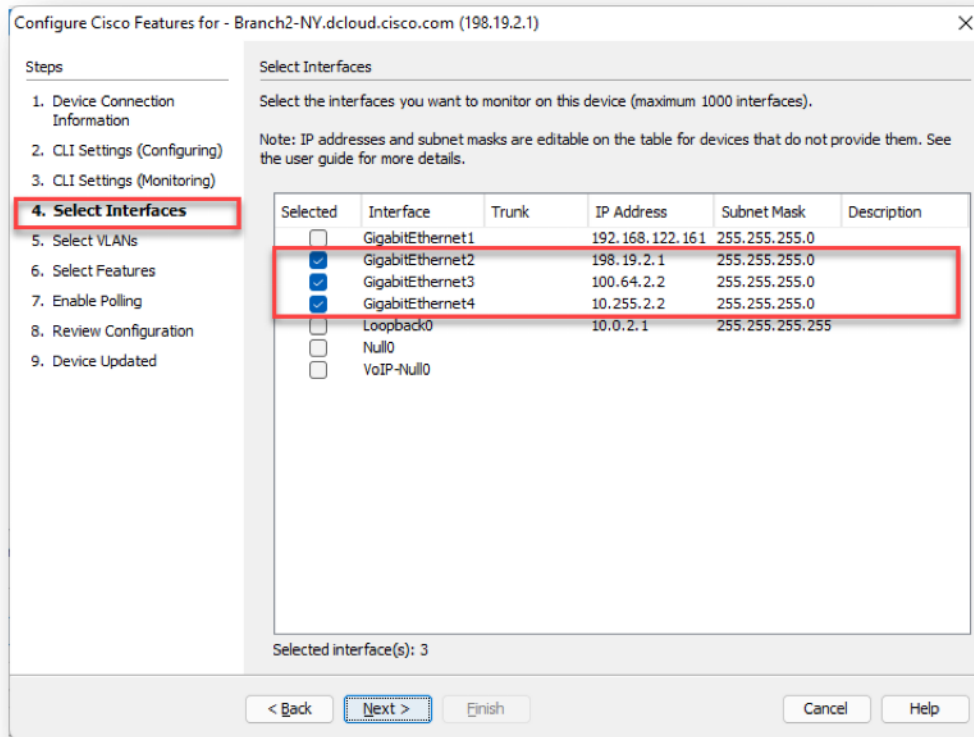 Configure Cisco Features for - Branch2-NY.dcloud.cisco.com (198.19.2.1)
Steps
1. Device Connection
Information
2. CLI Settings (Configuring)
3. CLI Settings (Monitoring)
4. Select Interfaces
5. Select VLANs
6. Select Features
7. Enable Polling
8. Review Configuration
9. Device Updated
Select Interfaces
Select the interfaces you want to monitor on this device (maximum 1000 interfaces).
Note: IP addresses and subnet masks are editable on the table for devices that do not provide them. See
the user guide for more details.
Selected Interface Trunk IP Address Subnet Mask Description
GigabitEthernet1 192.168.122.161 255.255.255.0
GigabitEthernet2 198.19.2.1 255.255.255.0
GigabitEthernet3 100.64.2.2 255.255.255.0
GigabitEthernet4 10.255.2.2 255.255.255.0
Loopback0 10.0.2.1 255.255.255.255
Null0
VoIP-Null0
Selected interface(s): 3
< Back Next > Finish Cancel Help